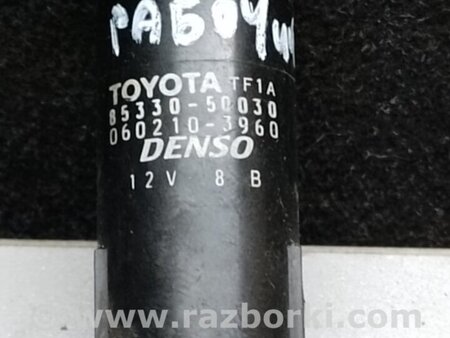 РАБОЧИЙ
TOYOTA TF1A
85330-50030
060210-3960
DENSO
12V 8 B
www.razborki.com